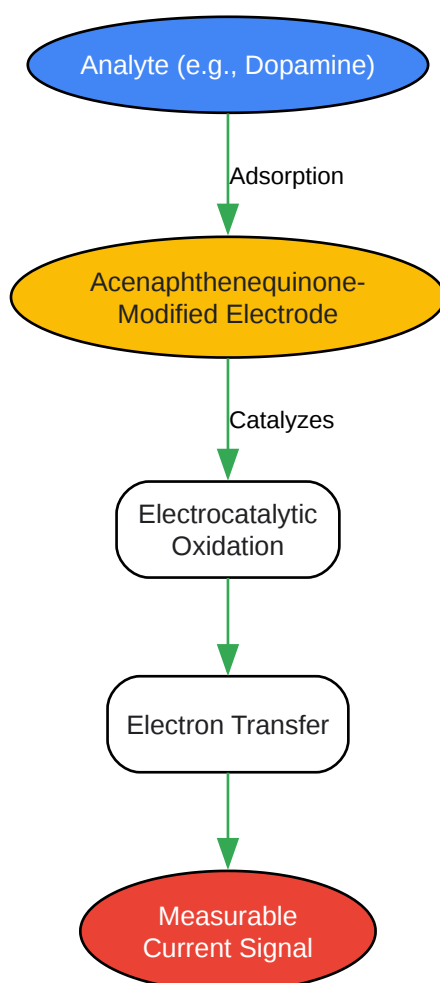 Analyte (e.g., Dopamine)
Adsorption
Acenaphthenequinone-
Modified Electrode
Catalyzes
Electrocatalytic
Oxidation
Electron Transfer
Measurable
Current Signal